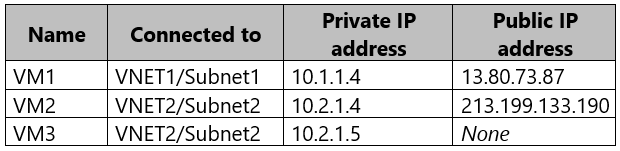 Name Connected to Private IP address Public IP address
VM1 VNET1/Subnet1 10.1.1.4 13.80.73.87
VM2 VNET2/Subnet2 10.2.1.4 213.199.133.190
VM3 VNET2/Subnet2 10.2.1.5 None